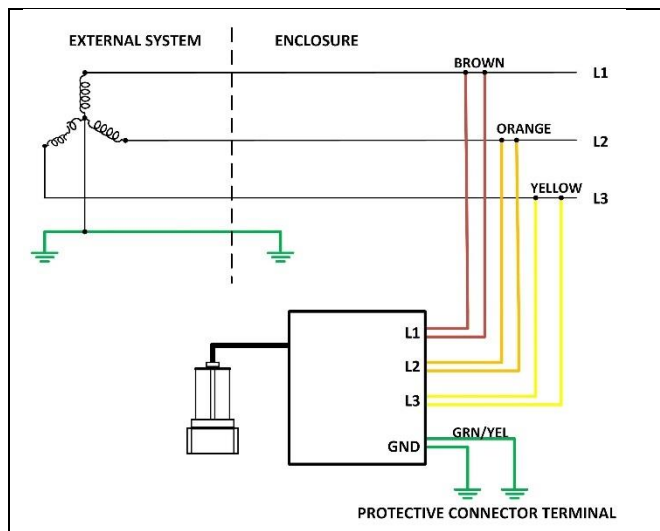 EXTERNAL SYSTEM
ENCLOSURE
BROWN
L1
ORANGE
L2
YELLOW
L3
L1
L2
L3
GRN/YEL
GND
PROTECTIVE CONNECTOR TERMINAL